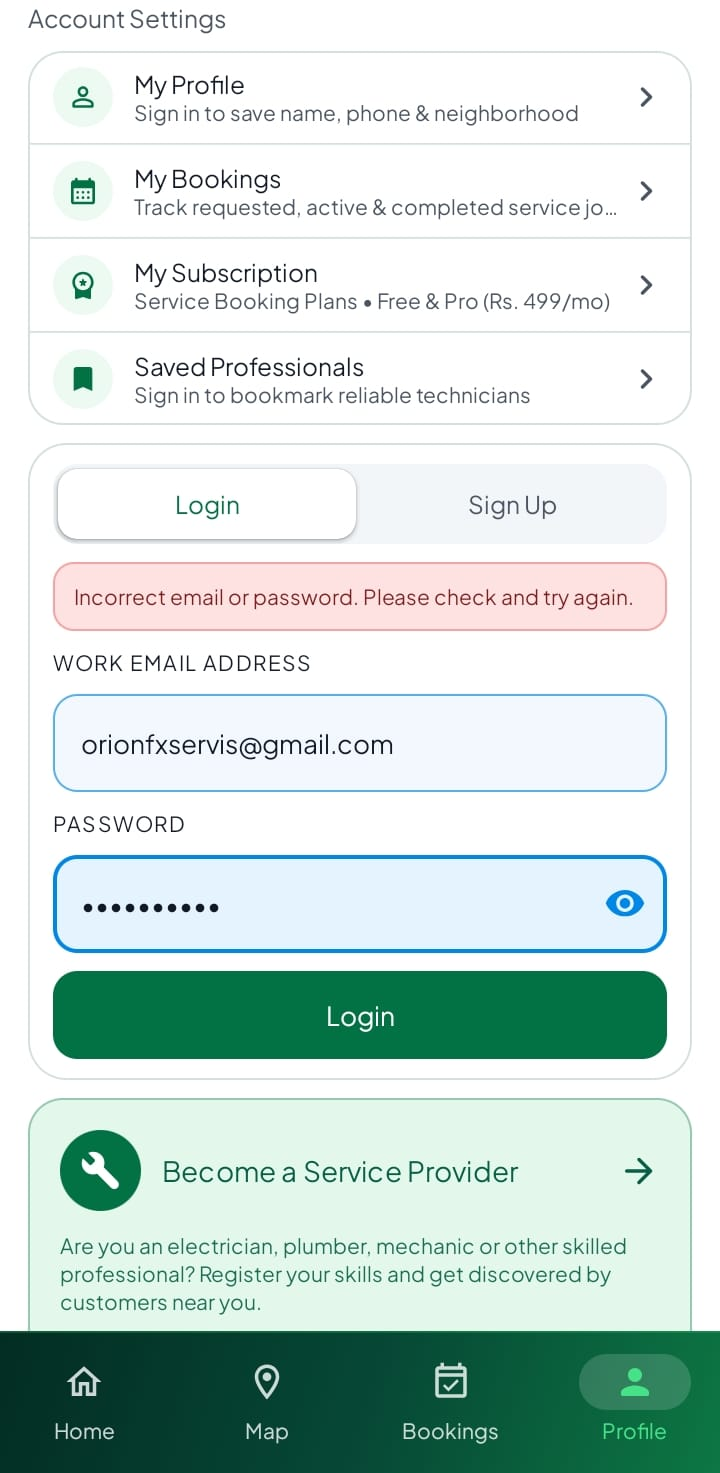 Account Settings
My Profile
Sign in to save name, phone & neighborhood
My Bookings
Track requested, active & completed service jo...
My Subscription
Service Booking Plans • Free & Pro (Rs. 499/mo)
Saved Professionals
Sign in to bookmark reliable technicians
Login
Sign Up
Incorrect email or password. Please check and try again.
WORK EMAIL ADDRESS
orionfxservis@gmail.com
PASSWORD
••••••••••
Login
Become a Service Provider
Are you an electrician, plumber, mechanic or other skilled
professional? Register your skills and get discovered by
customers near you.
Home
Map
Bookings
Profile